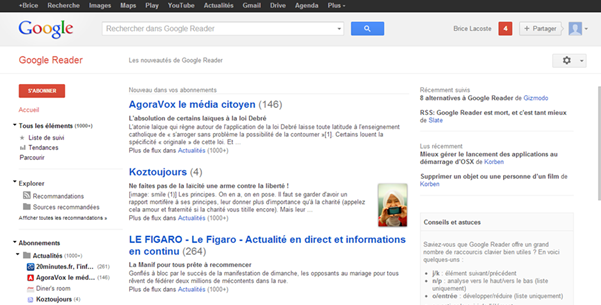 +Brice Recherche Images Maps Play YouTube Actualités Gmail Drive Agenda Plus
Google
Rechercher dans Google Reader
Brice Lacoste
4
+ Partager
Google Reader
Les nouveautés de Google Reader
S'ABONNER
Accueil
Tous les éléments (1000+)
Liste de suivi
Tendances
Parcourir
Explorer
Recommandations
Sources recommandées
Afficher toutes les recommandations »
Abonnements
Actualités (1000+)
20minutes.fr, l'inf... (261)
AgoraVox le méd... (146)
Diner's room
Koztoujours (4)
Nouveau dans vos abonnements
AgoraVox le média citoyen (146)
L'absolution de certains laïques à la loi Debré
L'atonie laïque qui règne autour de l'application de la loi Debré laisse toute latitude à l'enseignement
catholique de « s'arroger sans problème la possibilité de la contourner »[1]. Certains louent la
spécificité « originale » de cette loi. Et ...
Plus de flux dans Actualités (1000+)
Koztoujours (4)
Ne faites pas de la laïcité une arme contre la liberté !
[image: smile (1)] Les principes. On en a, on en pose. Il faut se garder d'avoir un
rapport mortifère à ses principes, leur donner plus d'importance qu'à la charité (appelez
cela amour et fraternité si la charité vous titille encore). Mais leur ...
Plus de flux dans Actualités (1000+)
LE FIGARO - Le Figaro - Actualité en direct et informations
en continu (264)
La Manif pour tous prête à recommencer
Gonflés à bloc par le succès de la manifestation de dimanche, les opposants au mariage pour tous
rêvent de fédérer deux millions de mécontents dans la rue.
Plus de flux dans Actualités (1000+)
Récemment suivis
8 alternatives à Google Reader de Gizmodo
RSS: Google Reader est mort, et c'est tant mieux
de Slate
Lus récemment
Mieux gérer le lancement des applications au
démarrage d'OSX de Korben
Supprimer un objet ou une personne d'un film de
Korben
Conseils et astuces
Saviez-vous que Google Reader offre un grand
nombre de raccourcis clavier bien utiles ? En voici
quelques-uns :
j/k : élément suivant/précédent
n/p : analyse vers le haut/vers le bas (liste
uniquement)
o/entrée : développer/réduire (liste uniquement)